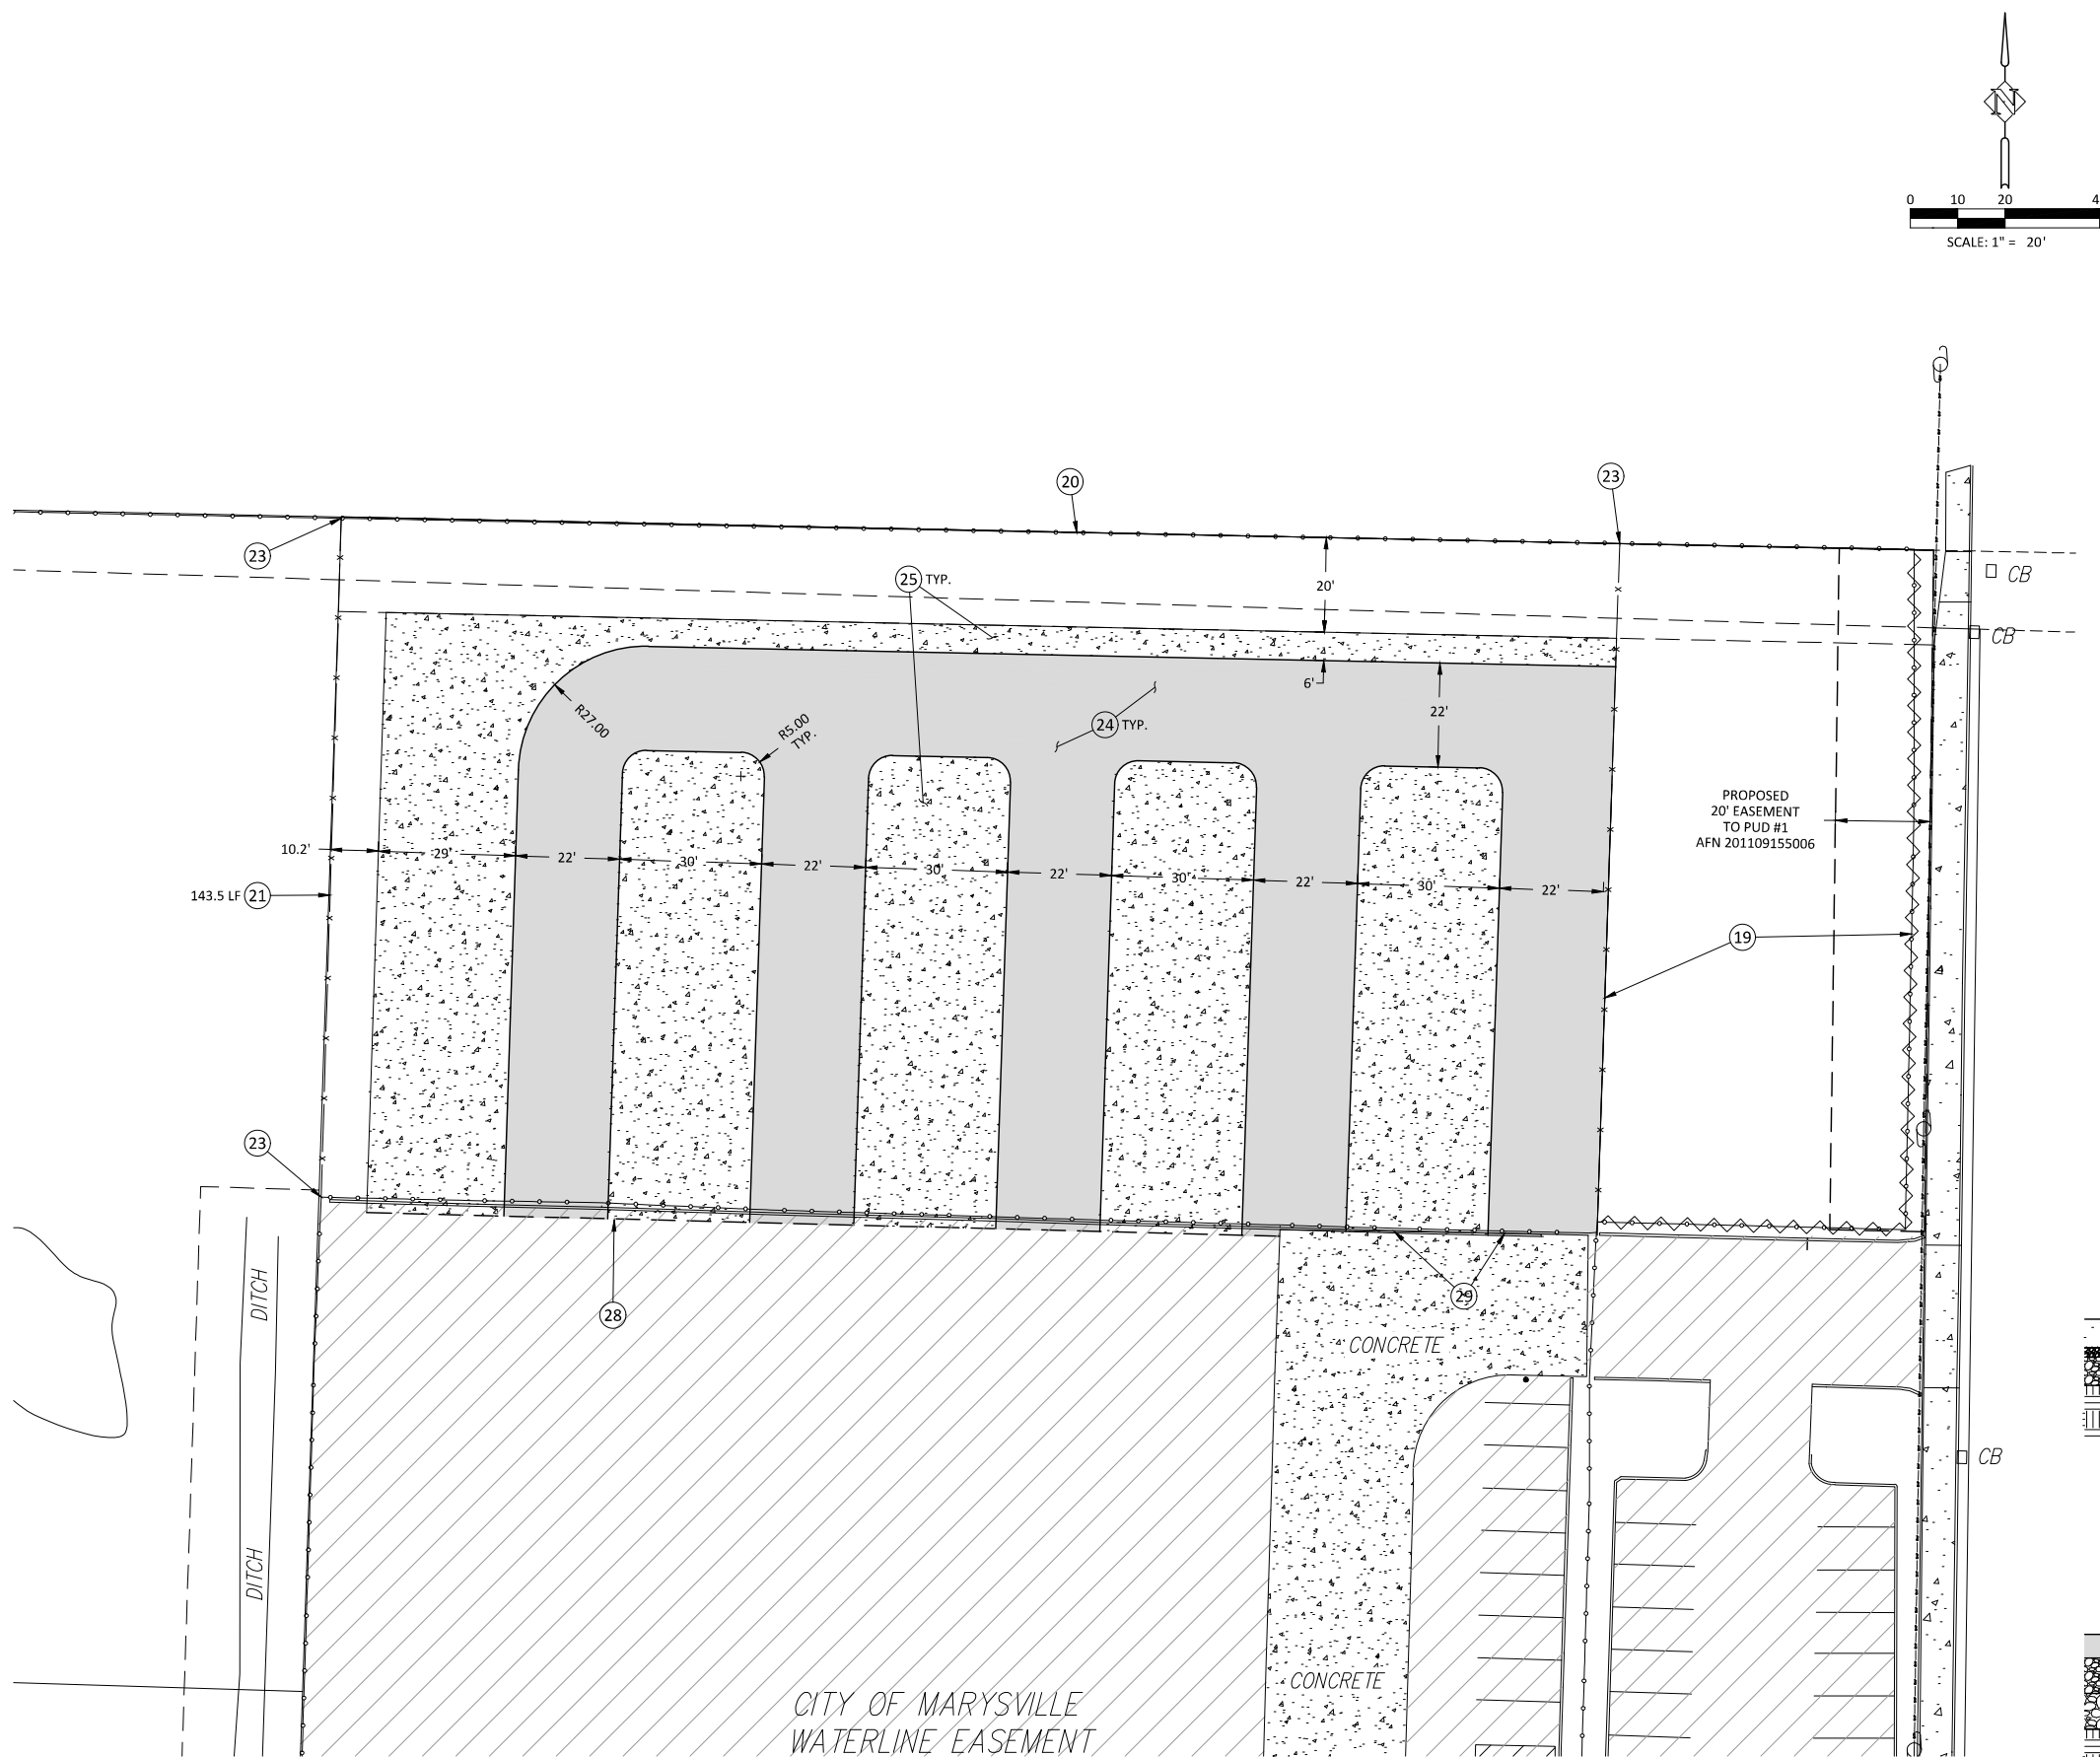 N
0 10 20 4
SCALE: 1" = 20'
20
23
23
CB
25 TYP.
20'
CB
6'
R27.00
R5.00
TYP.
24 TYP.
22'
PROPOSED
20' EASEMENT
TO PUD #1
AFN 201109155006
10.2' 29' 22' 30' 22' 30' 22' 30' 22' 30' 22'
143.5 LF 21
19
23
DITCH
28
29
CONCRETE
CB
DITCH
CONCRETE
CITY OF MARYSVILLE
WATERLINE EASEMENT